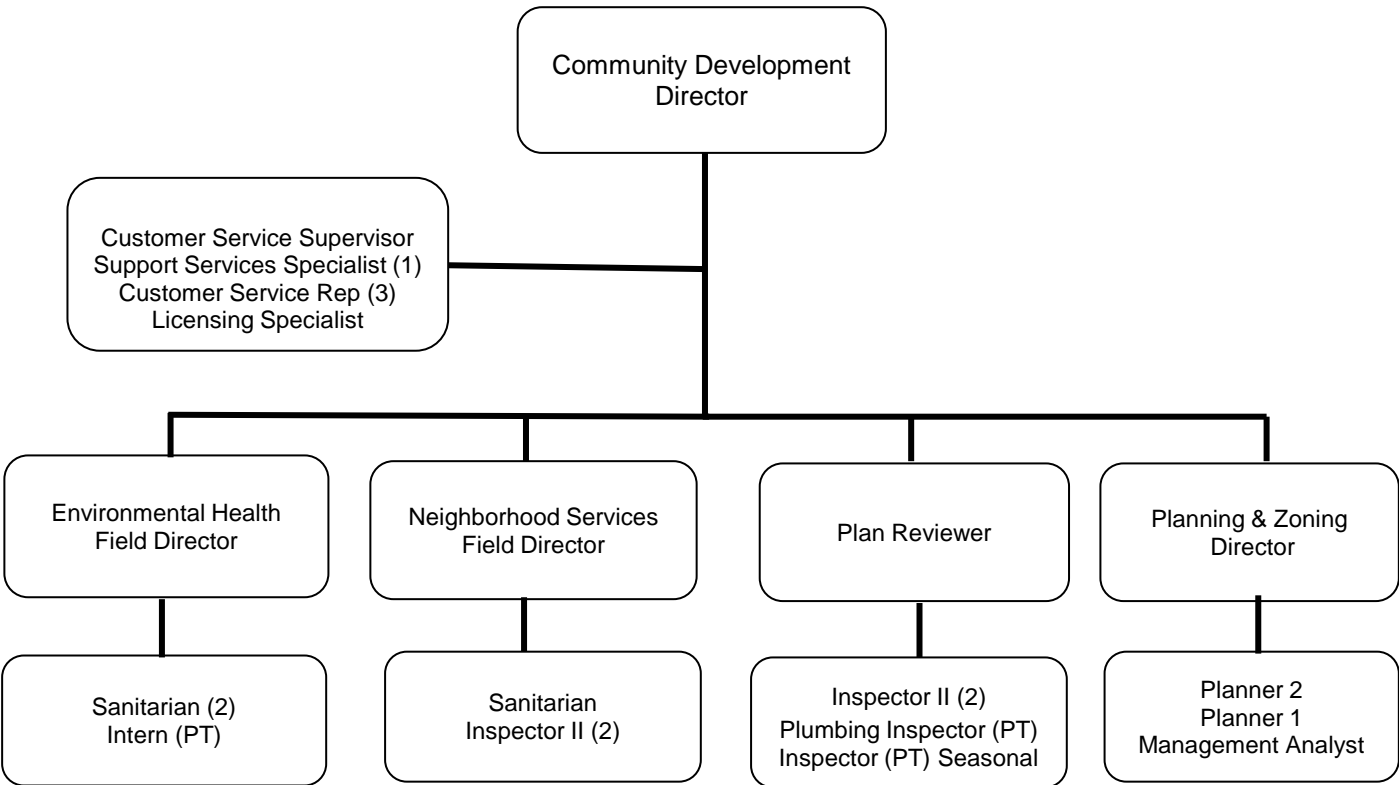 Community Development
Director
Customer Service Supervisor
Support Services Specialist (1)
Customer Service Rep (3)
Licensing Specialist
Environmental Health
Field Director
Neighborhood Services
Field Director
Plan Reviewer
Planning & Zoning
Director
Sanitarian (2)
Intern (PT)
Sanitarian
Inspector II (2)
Inspector II (2)
Plumbing Inspector (PT)
Inspector (PT) Seasonal
Planner 2
Planner 1
Management Analyst